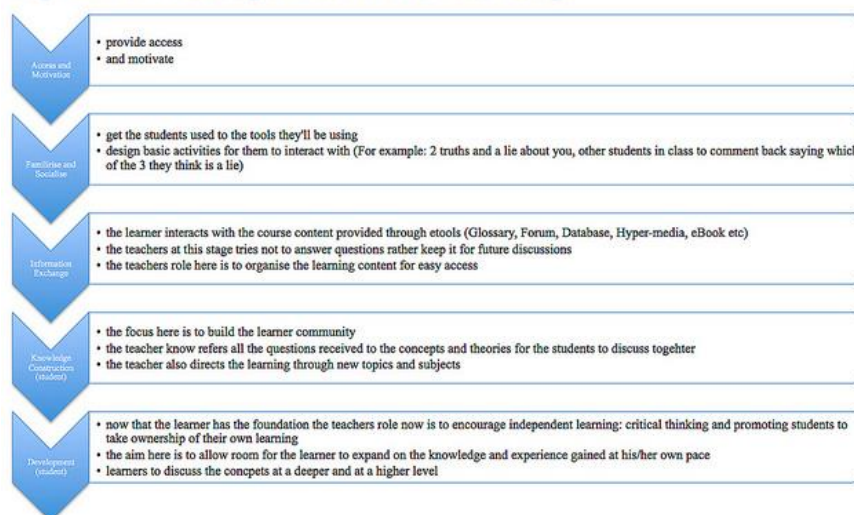 Access and
Motivation
• provide access
• and motivate
Familirise and
Socialise
• get the students used to the tools they'll be using
• design basic activities for them to interact with (For example: 2 truths and a lie about you, other students in class to comment back saying which
of the 3 they think is a lie)
Information
Exchange
• the learner interacts with the course content provided through etools (Glossary, Forum, Database, Hyper-media, eBook etc)
• the teachers at this stage tries not to answer questions rather keep it for future discussions
• the teachers role here is to organise the learning content for easy access
Knowledge
Construction
(student)
• the focus here is to build the learner community
• the teacher know refers all the questions received to the concepts and theories for the students to discuss togehter
• the teacher also directs the learning through new topics and subjects
Development
(student)
• now that the learner has the foundation the teachers role now is to encourage independent learning: critical thinking and promoting students to
take ownership of their own learning
• the aim here is to allow room for the learner to expand on the knowledge and experience gained at his/her own pace
• learners to discuss the concpets at a deeper and at a higher level